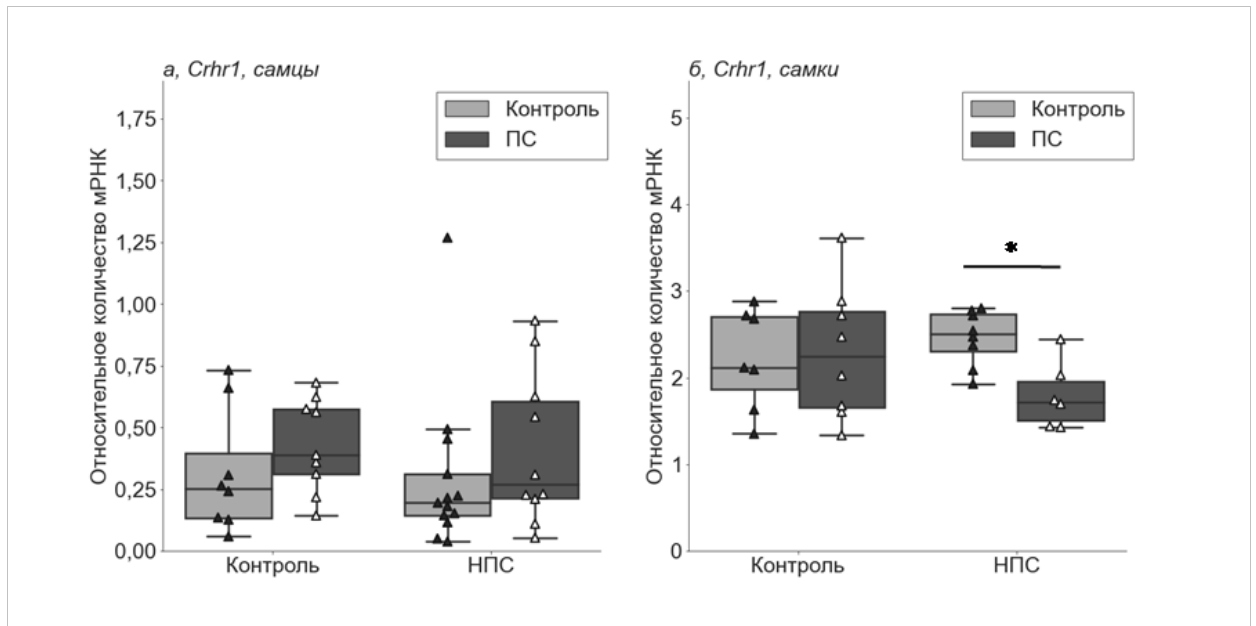 а, Crhr1, самцы
Относительное количество мРНК
1,75
1,50
1,25
1,00
0,75
0,50
0,25
0,00
Контроль
ПС
Контроль
НПС
б, Crhr1, самки
Относительное количество мРНК
5
4
3
2
1
0
Контроль
ПС
*
Контроль
НПС